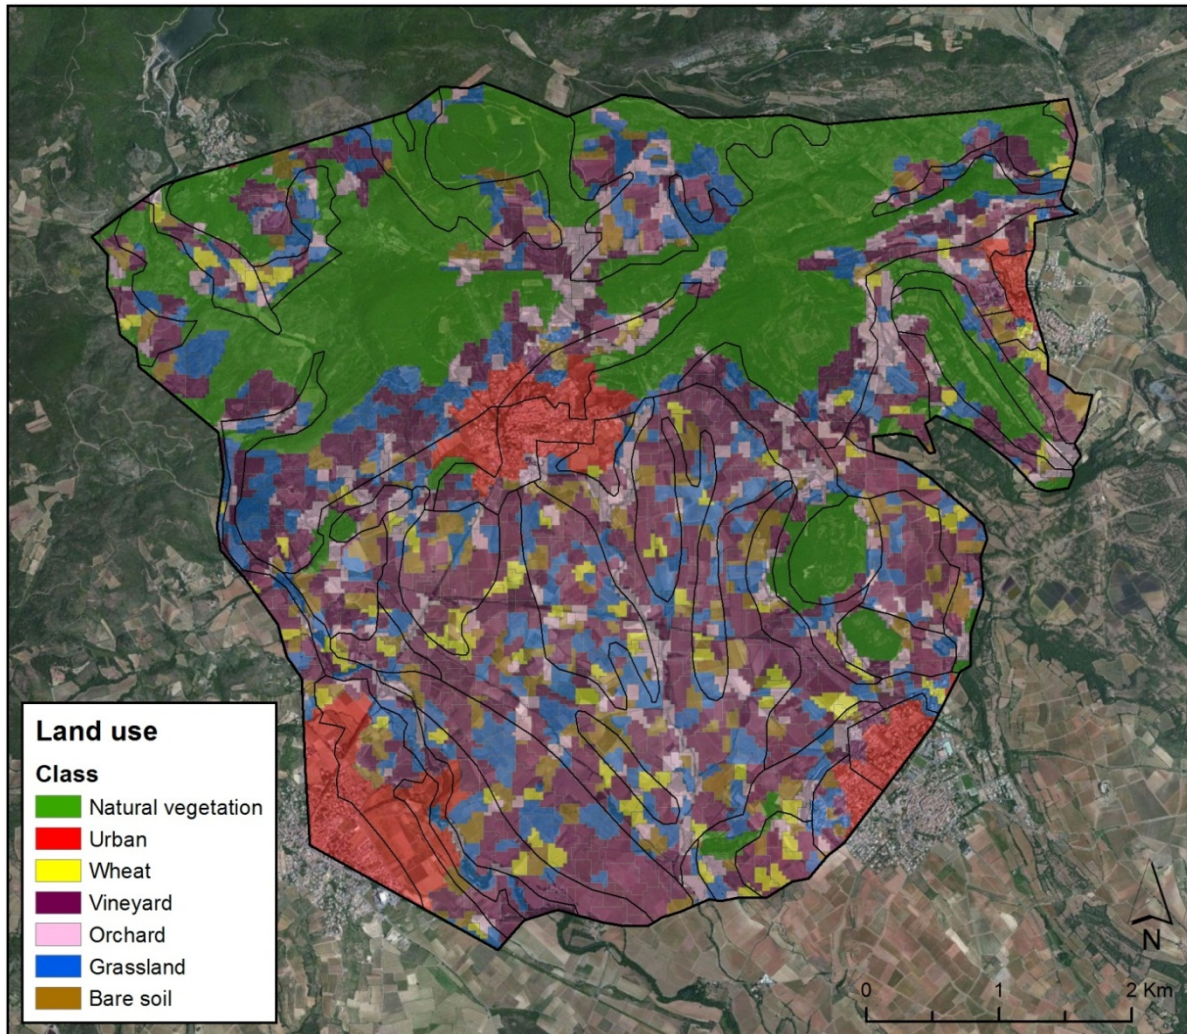 Land use
Class
Natural vegetation
Urban
Wheat
Vineyard
Orchard
Grassland
Bare soil
N
0 1 2 Km